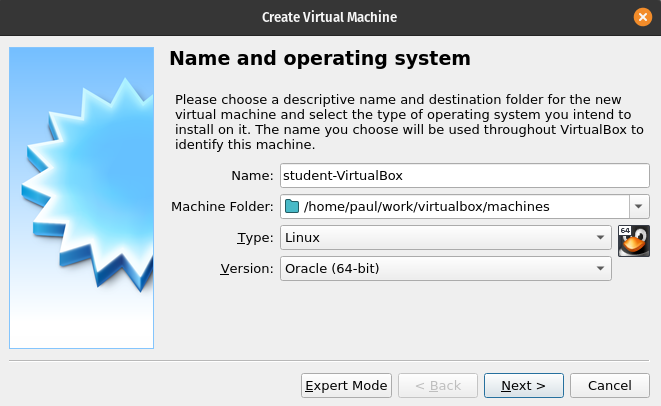 Create Virtual Machine
Name and operating system
Please choose a descriptive name and destination folder for the new
virtual machine and select the type of operating system you intend to
install on it. The name you choose will be used throughout VirtualBox to
identify this machine.
Name: student-VirtualBox
Machine Folder: /home/paul/work/virtualbox/machines
Type: Linux
64
Version: Oracle (64-bit)
Expert Mode < Back Next > Cancel